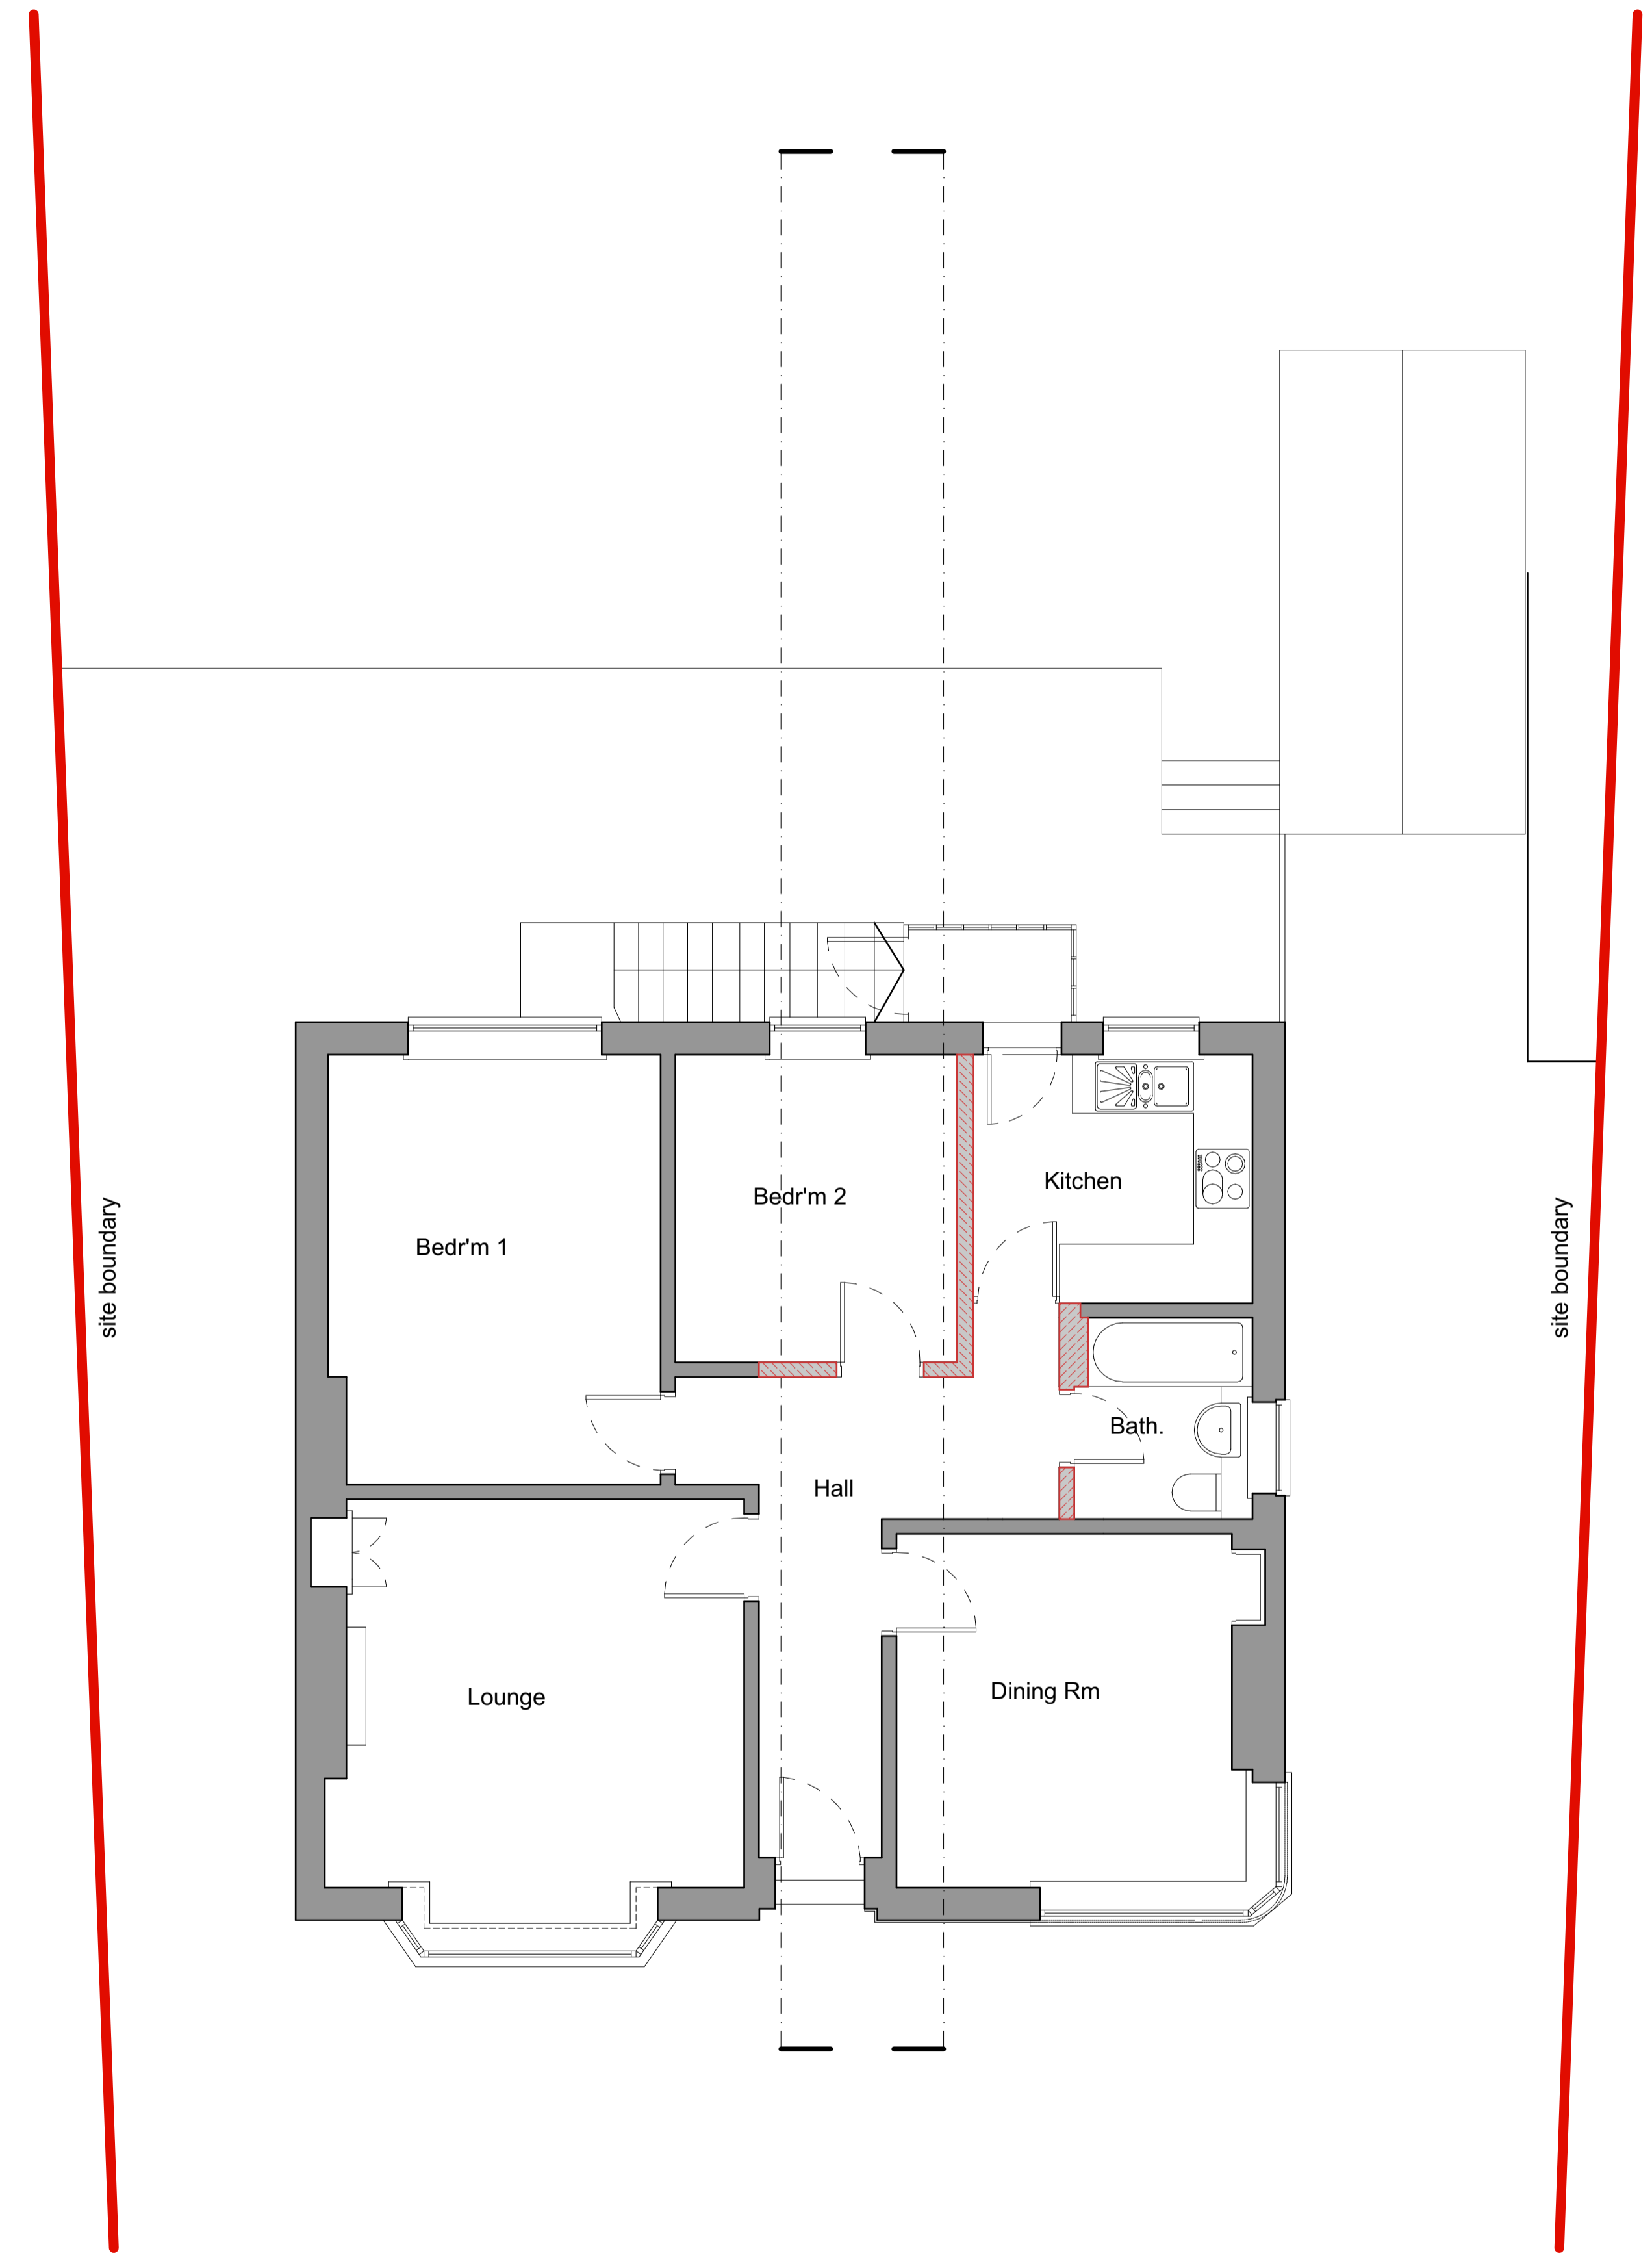 Kitchen
Bedr'm 2
Bedr'm 1
site boundary
site boundary
Bath.
Hall
Dining Rm
Lounge